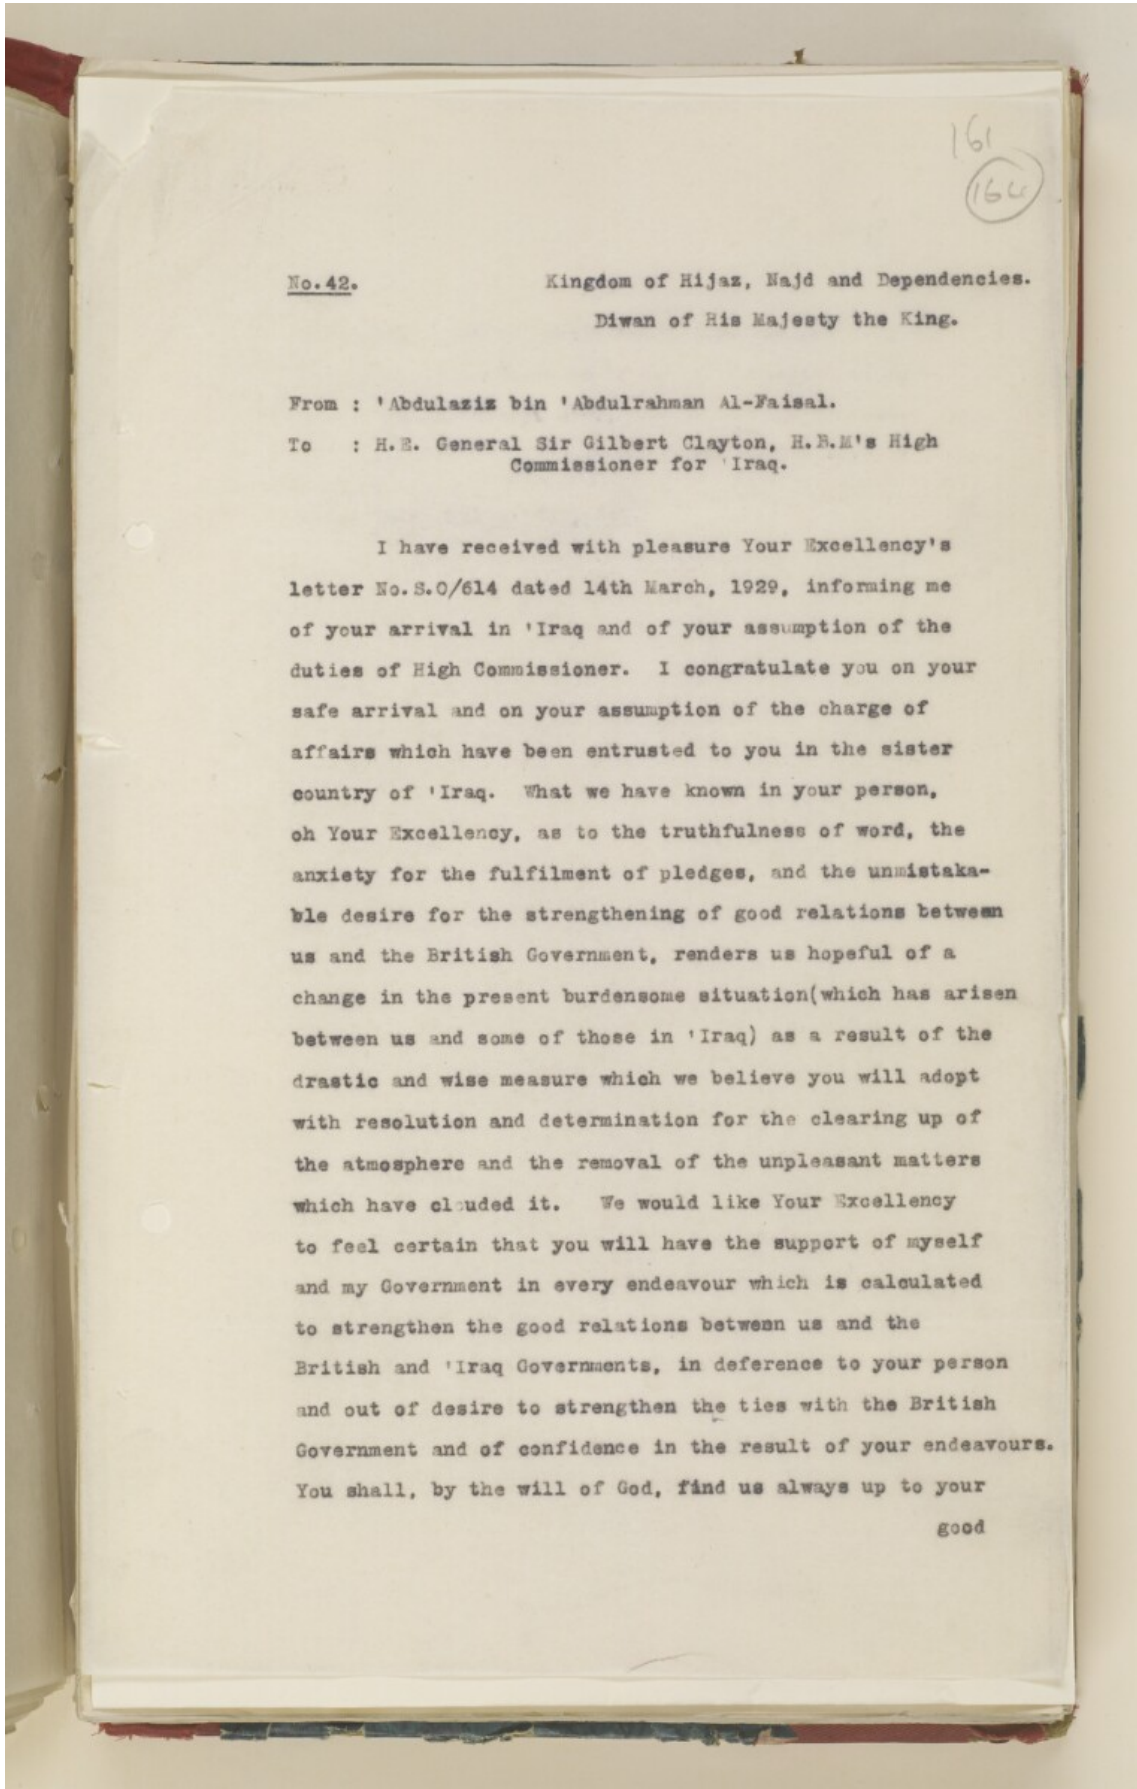 161
164
No.42.
Kingdom of Hijaz, Najd and Dependencies.
Diwan of His Majesty the King.
From : 'Abdulaziz bin 'Abdulrahman Al-Faisal.
To : H.E. General Sir Gilbert Clayton, H.B.M's High
Commissioner for 'Iraq.
I have received with pleasure Your Excellency's
letter No.S.O/614 dated 14th March, 1929, informing me
of your arrival in 'Iraq and of your assumption of the
duties of High Commissioner. I congratulate you on your
safe arrival and on your assumption of the charge of
affairs which have been entrusted to you in the sister
country of 'Iraq. What we have known in your person,
oh Your Excellency, as to the truthfulness of word, the
anxiety for the fulfilment of pledges, and the unmistaka-
ble desire for the strengthening of good relations between
us and the British Government, renders us hopeful of a
change in the present burdensome situation(which has arisen
between us and some of those in 'Iraq) as a result of the
drastic and wise measure which we believe you will adopt
with resolution and determination for the clearing up of
the atmosphere and the removal of the unpleasant matters
which have clouded it. We would like Your Excellency
to feel certain that you will have the support of myself
and my Government in every endeavour which is calculated
to strengthen the good relations between us and the
British and 'Iraq Governments, in deference to your person
and out of desire to strengthen the ties with the British
Government and of confidence in the result of your endeavours.
You shall, by the will of God, find us always up to your
good